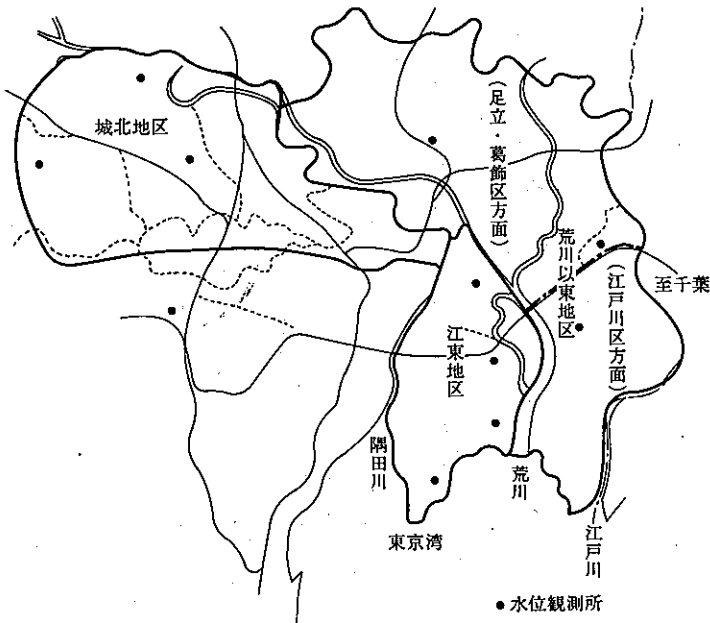 城北地区
(足立・葛飾区方面)
荒川以東地区
(江戸川区方面)
至千葉
江東地区
隅田川
荒川
江戸川
東京湾
●水位観測所